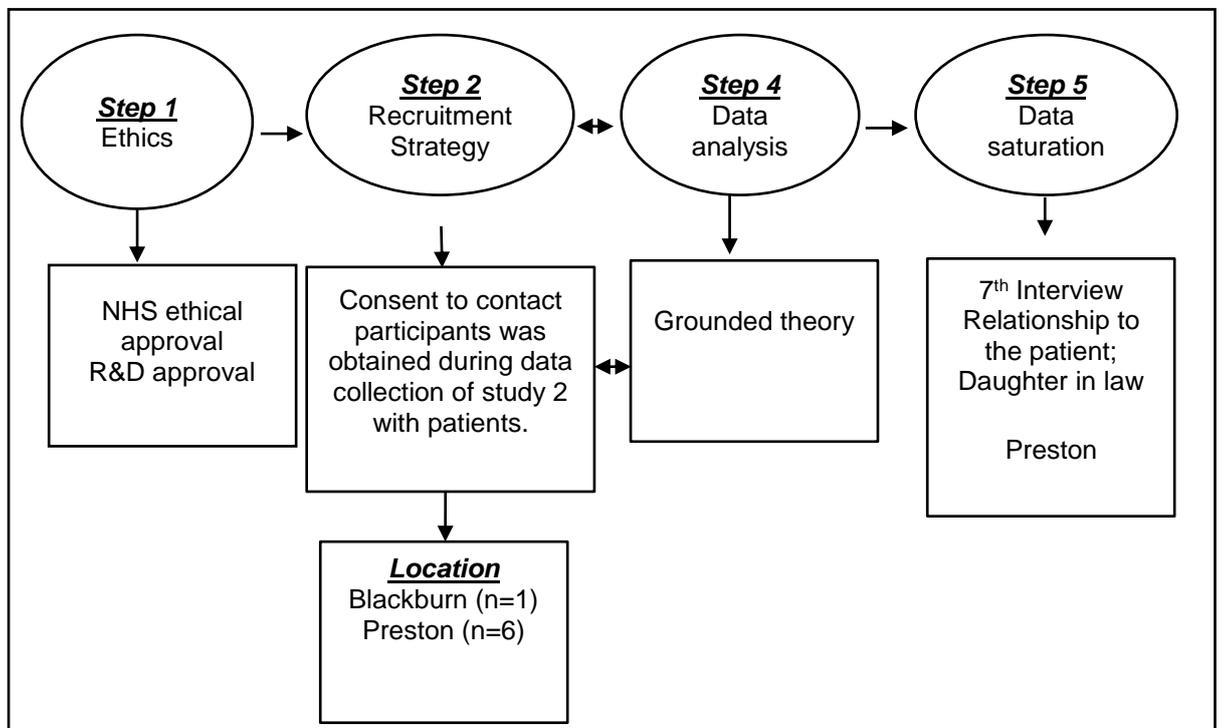 Step 1
Ethics
Step 2
Recruitment
Strategy
Step 4
Data
analysis
Step 5
Data
saturation
NHS ethical
approval
R&D approval
Consent to contact
participants was
obtained during data
collection of study 2
with patients.
Grounded theory
7th Interview
Relationship to
the patient;
Daughter in law
Preston
Location
Blackburn (n=1)
Preston (n=6)